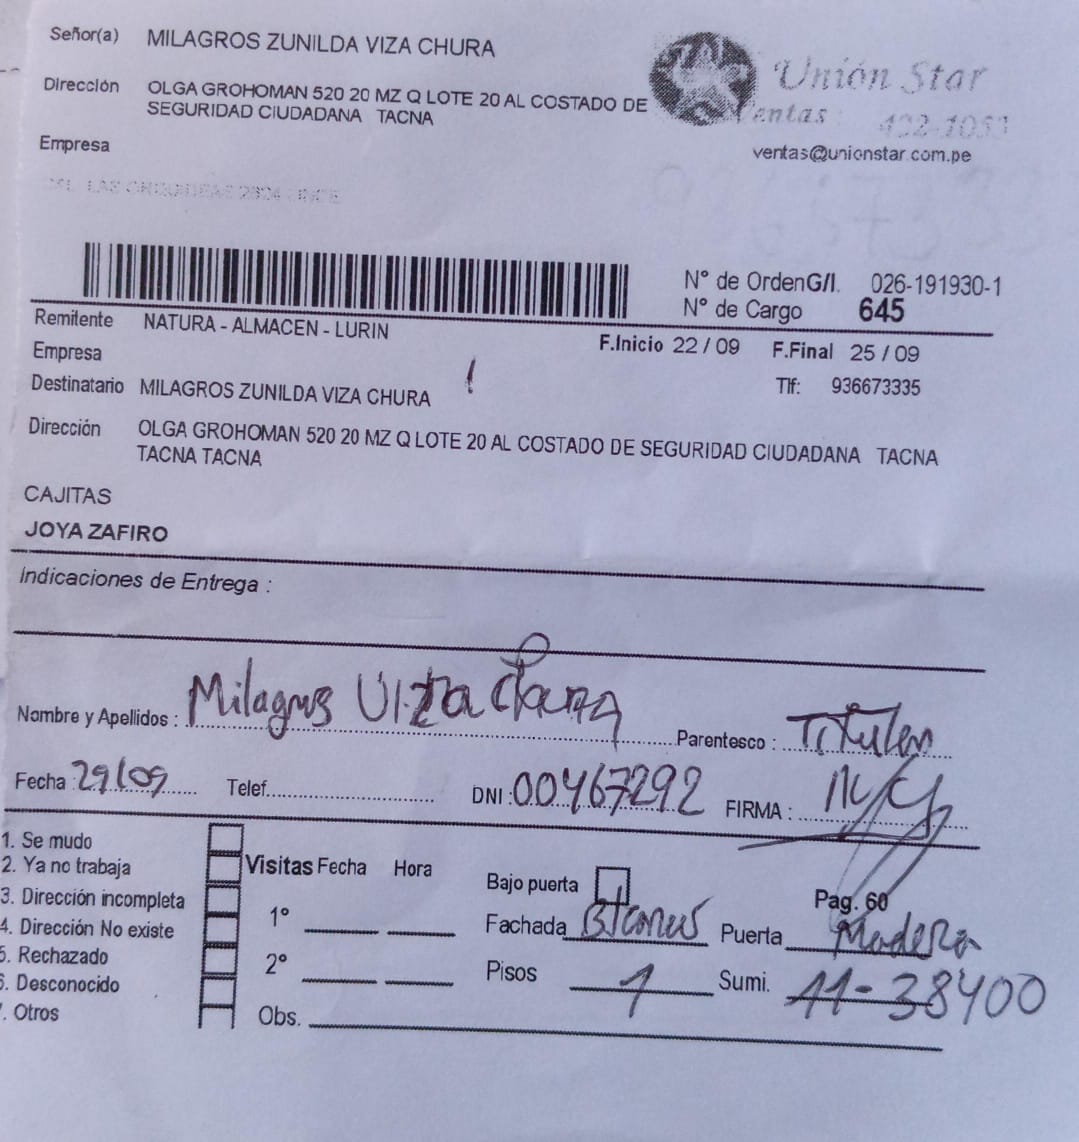 Señor(a) MILAGROS ZUNILDA VIZA CHURA
Unión Star
Dirección OLGA GROHOMAN 520 20 MZ Q LOTE 20 AL COSTADO DE
SEGURIDAD CIUDADANA TACNA
Ventas: 422-1053
Empresa
ventas@unionstar.com.pe
N° de OrdenG/I. 026-191930-1
N° de Cargo 645
Remitente NATURA - ALMACEN - LURIN
F.Inicio 22 / 09 F.Final 25 / 09
Empresa
Tlf: 936673335
Destinatario MILAGROS ZUNILDA VIZA CHURA
Dirección OLGA GROHOMAN 520 20 MZ Q LOTE 20 AL COSTADO DE SEGURIDAD CIUDADANA TACNA
TACNA TACNA
CAJITAS
JOYA ZAFIRO
Indicaciones de Entrega :
Nombre y Apellidos : Milagros Viza Parentesco : Titular
Fecha : 29/09 Telef. DNI : 00467292 FIRMA :
1. Se mudo
2. Ya no trabaja
3. Dirección incompleta
4. Dirección No existe
5. Rechazado
6. Desconocido
7. Otros
Visitas Fecha Hora
1°
2°
Obs.
Bajo puerta Pag. 60
Fachada Blanco Puerta Madera
Pisos 1 Sumi. 11-38400